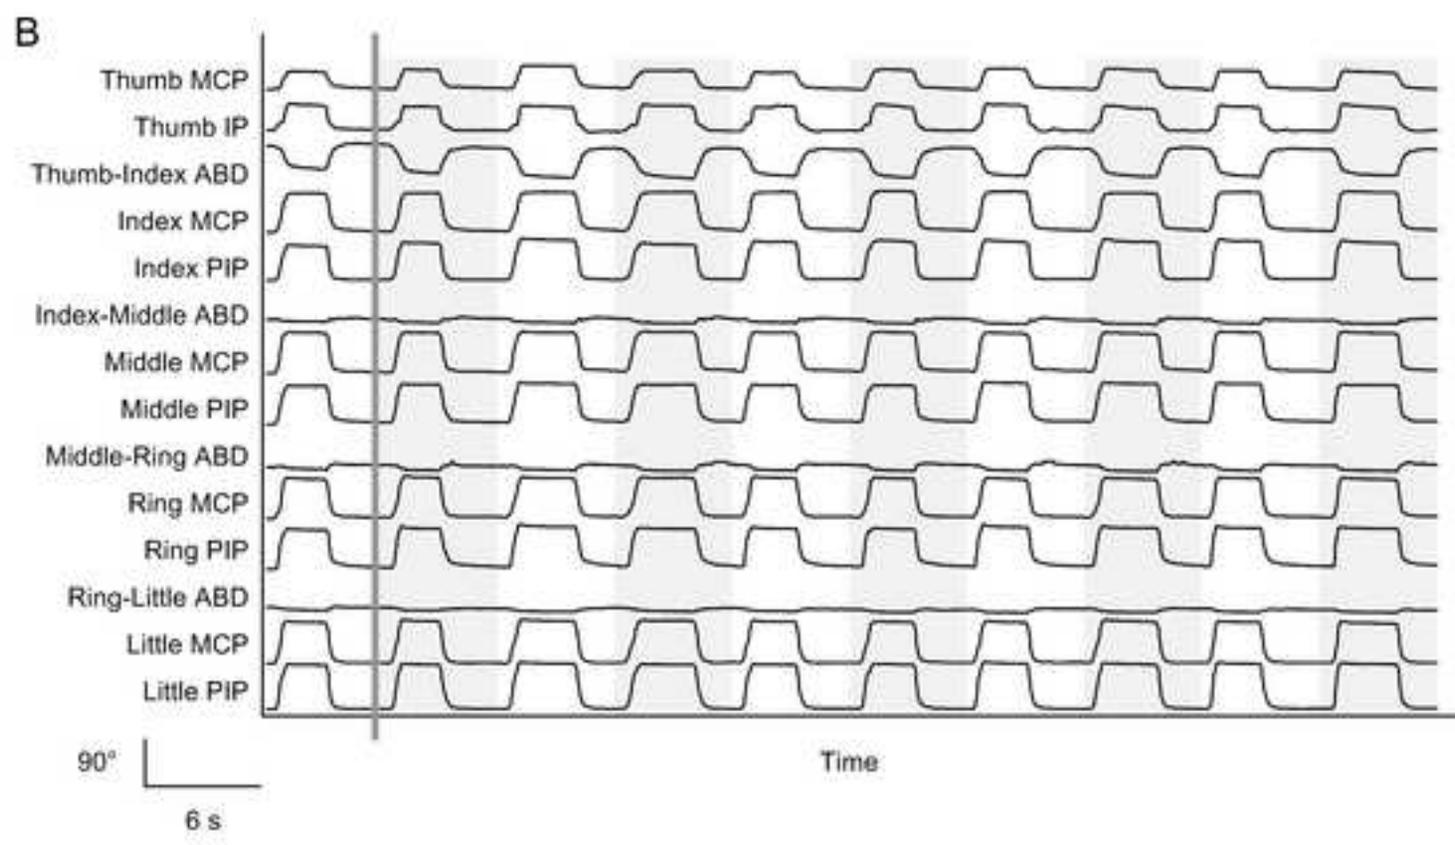 B
Thumb MCP
Thumb IP
Thumb-Index ABD
Index MCP
Index PIP
Index-Middle ABD
Middle MCP
Middle PIP
Middle-Ring ABD
Ring MCP
Ring PIP
Ring-Little ABD
Little MCP
Little PIP
90°
Time
6 s